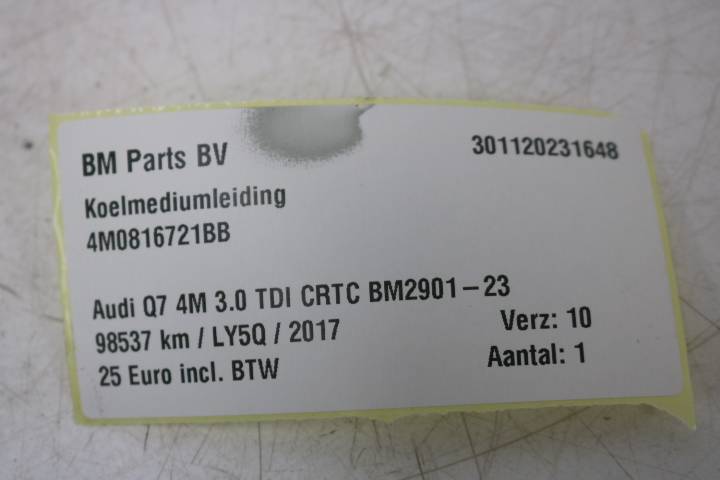 BM Parts BV 301120231648
Koelmediumleiding
4M0816721BB
Audi Q7 4M 3.0 TDI CRTC BM2901-23
98537 km / LY5Q / 2017 Verz: 10
25 Euro incl. BTW Aantal: 1